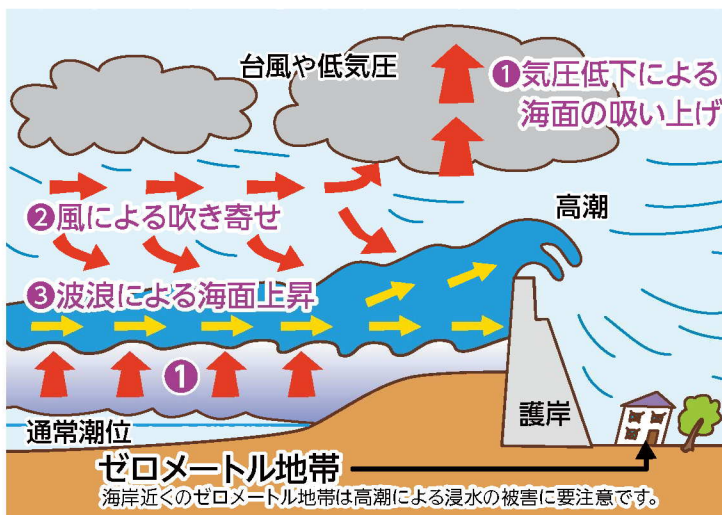 台風や低気圧
❶気圧低下による
海面の吸い上げ
❷風による吹き寄せ
高潮
❸波浪による海面上昇
❶
護岸
通常潮位
ゼロメートル地帯
海岸近くのゼロメートル地帯は高潮による浸水の被害に要注意です。